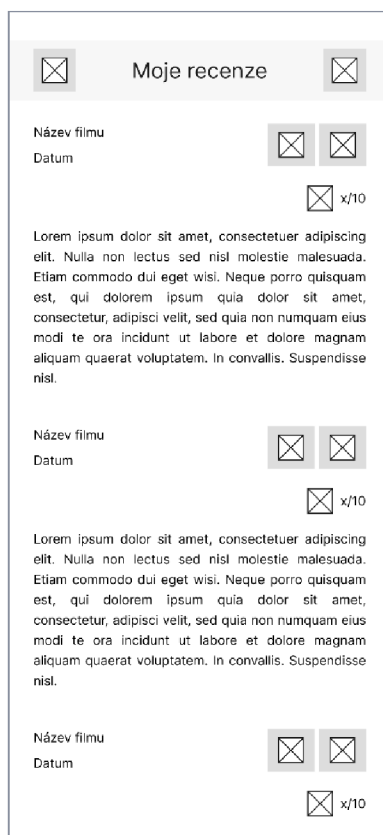 Moje recenze
Název filmu
Datum
x/10
Lorem ipsum dolor sit amet, consectetuer adipiscing
elit. Nulla non lectus sed nisl molestie malesuada.
Etiam commodo dui eget wisi. Neque porro quisquam
est, qui dolorem ipsum quia dolor sit amet,
consectetur, adipisci velit, sed quia non numquam eius
modi te ora incidunt ut labore et dolore magnam
aliquam quaerat voluptatem. In convallis. Suspendisse
nisl.
Název filmu
Datum
x/10
Lorem ipsum dolor sit amet, consectetuer adipiscing
elit. Nulla non lectus sed nisl molestie malesuada.
Etiam commodo dui eget wisi. Neque porro quisquam
est, qui dolorem ipsum quia dolor sit amet,
consectetur, adipisci velit, sed quia non numquam eius
modi te ora incidunt ut labore et dolore magnam
aliquam quaerat voluptatem. In convallis. Suspendisse
nisl.
Název filmu
Datum
x/10